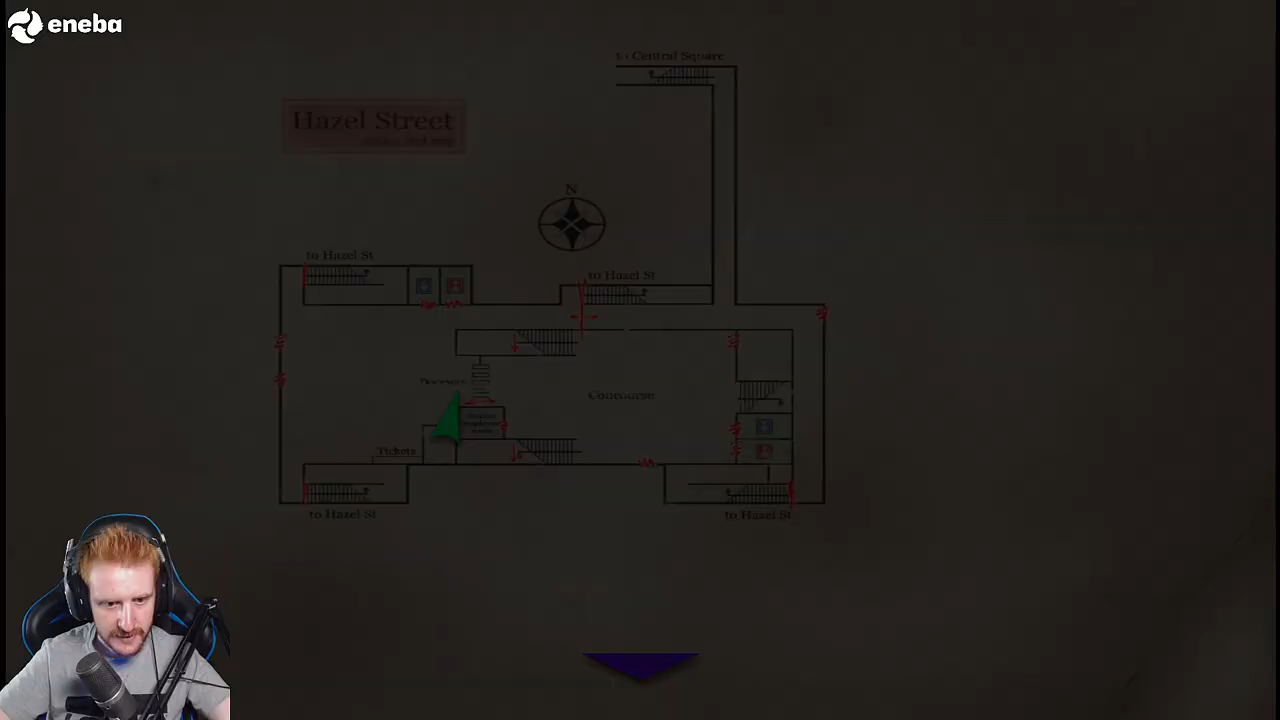 eneba
to Central Square
Hazel Street
N
to Hazel St
to Hazel St
Concourse
Tickets
to Hazel St
to Hazel St